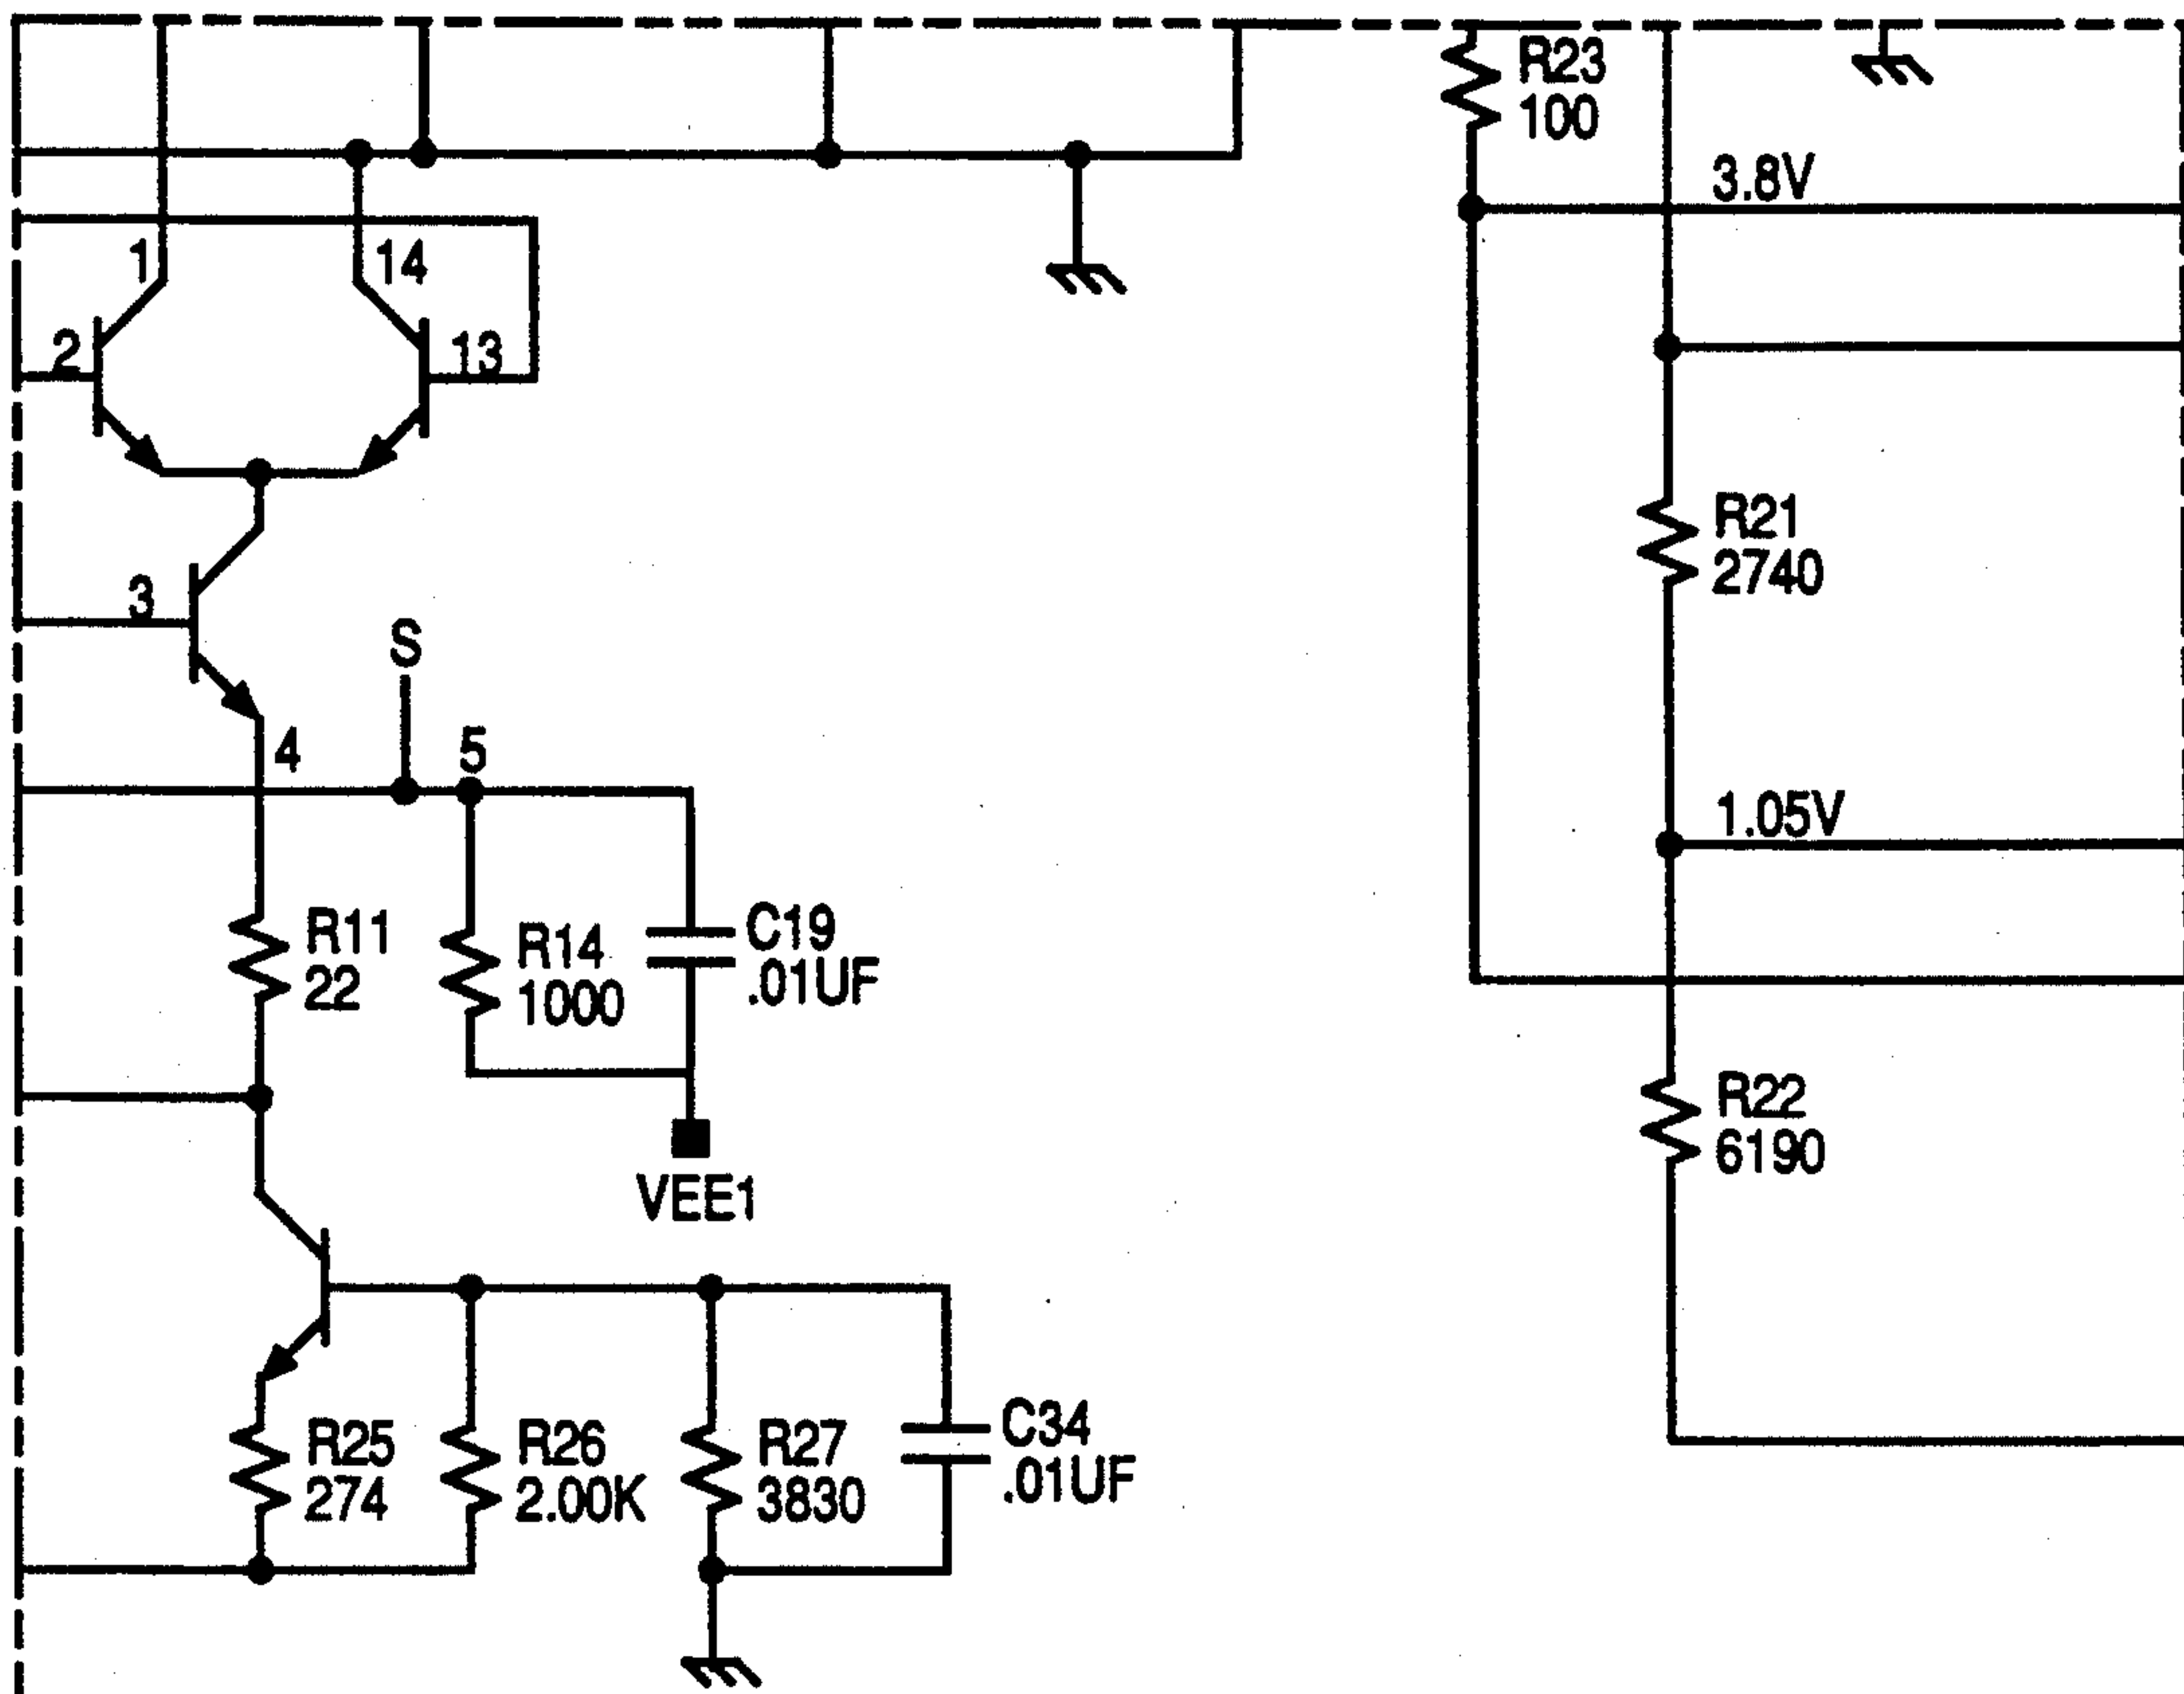 R23
100
3.8V
1
14
2
13
R21
2740
3
S
4
5
1.05V
R11
22
R14
1000
C19
.01UF
R22
6190
VEE1
R25
274
R26
2.00K
R27
3830
C34
.01UF